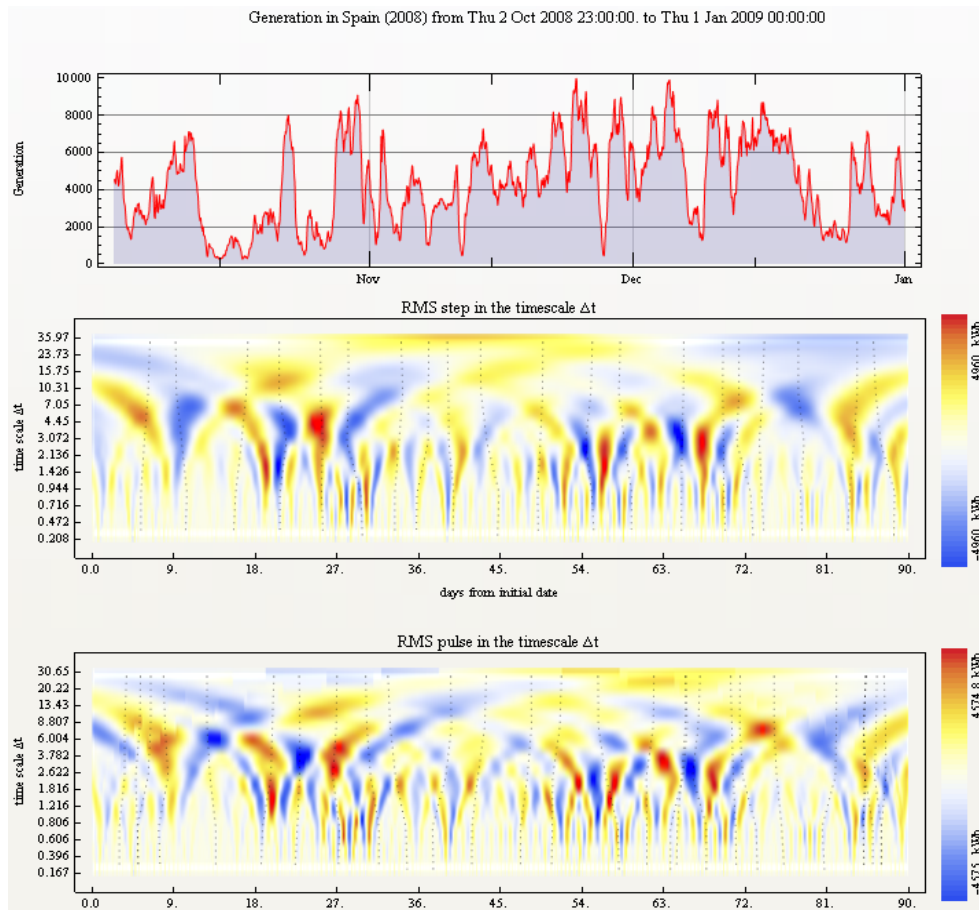 Generation in Spain (2008) from Thu 2 Oct 2008 23:00:00. to Thu 1 Jan 2009 00:00:00
10000
8000
6000
4000
2000
0
Generation
Nov
Dec
Jan
RMS step in the timescale Δt
35.97
23.73
15.75
10.31
7.05
4.45
3.072
2.136
1.426
0.944
0.716
0.472
0.208
time scale Δt
0.0 9. 18. 27. 36. 45. 54. 63. 72. 81. 90.
days from initial date
4960. kWh
-4960. kWh
RMS pulse in the timescale Δt
30.65
20.22
13.43
8.807
6.004
3.782
2.622
1.816
1.216
0.806
0.606
0.396
0.167
time scale Δt
0.0 9. 18. 27. 36. 45. 54. 63. 72. 81. 90.
4574.8 kWh
-4575. kWh